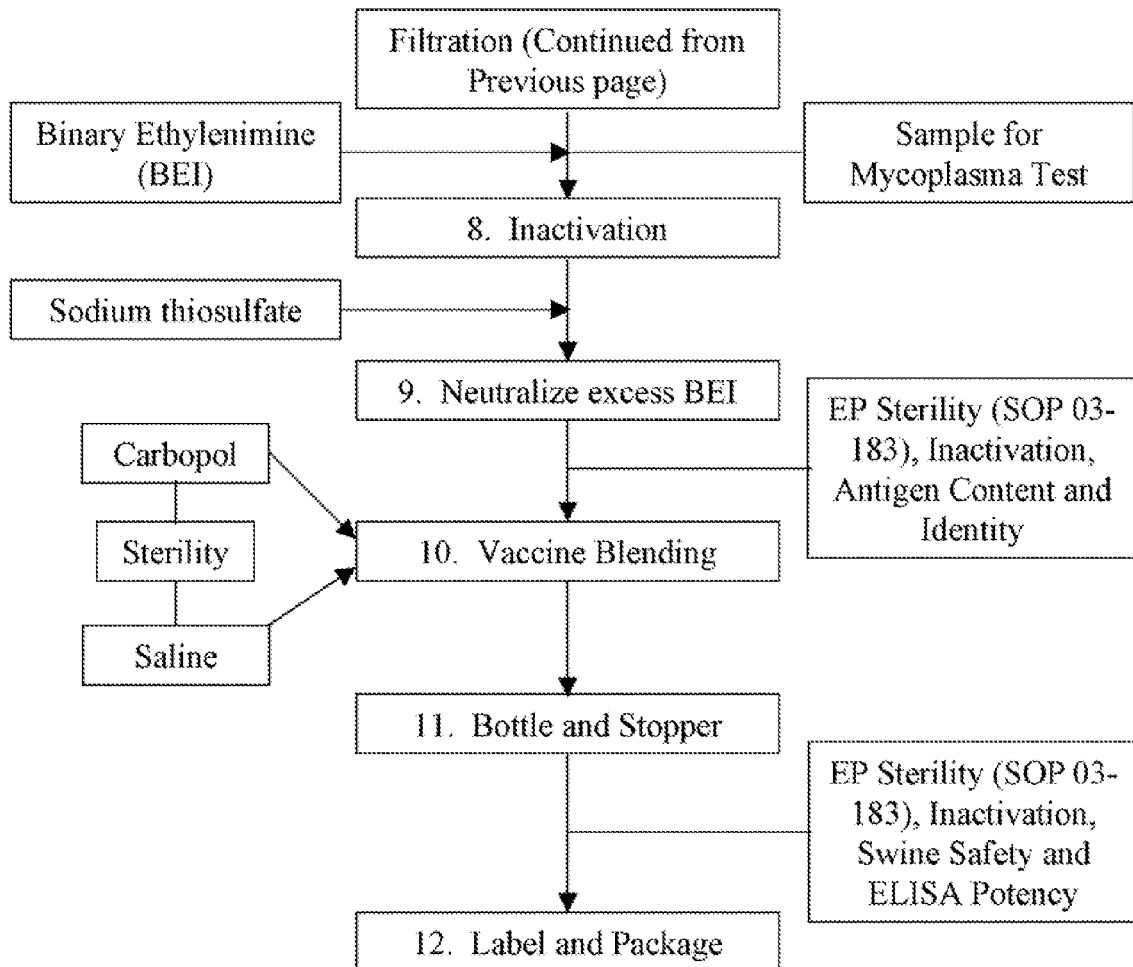 Filtration (Continued from
Previous page)
Binary Ethylenimine
(BEI)
Sample for
Mycoplasma Test
8. Inactivation
Sodium thiosulfate
9. Neutralize excess BEI
EP Sterility (SOP 03-
183), Inactivation,
Antigen Content and
Identity
Carbopol
Sterility
10. Vaccine Blending
Saline
11. Bottle and Stopper
EP Sterility (SOP 03-
183), Inactivation,
Swine Safety and
ELISA Potency
12. Label and Package